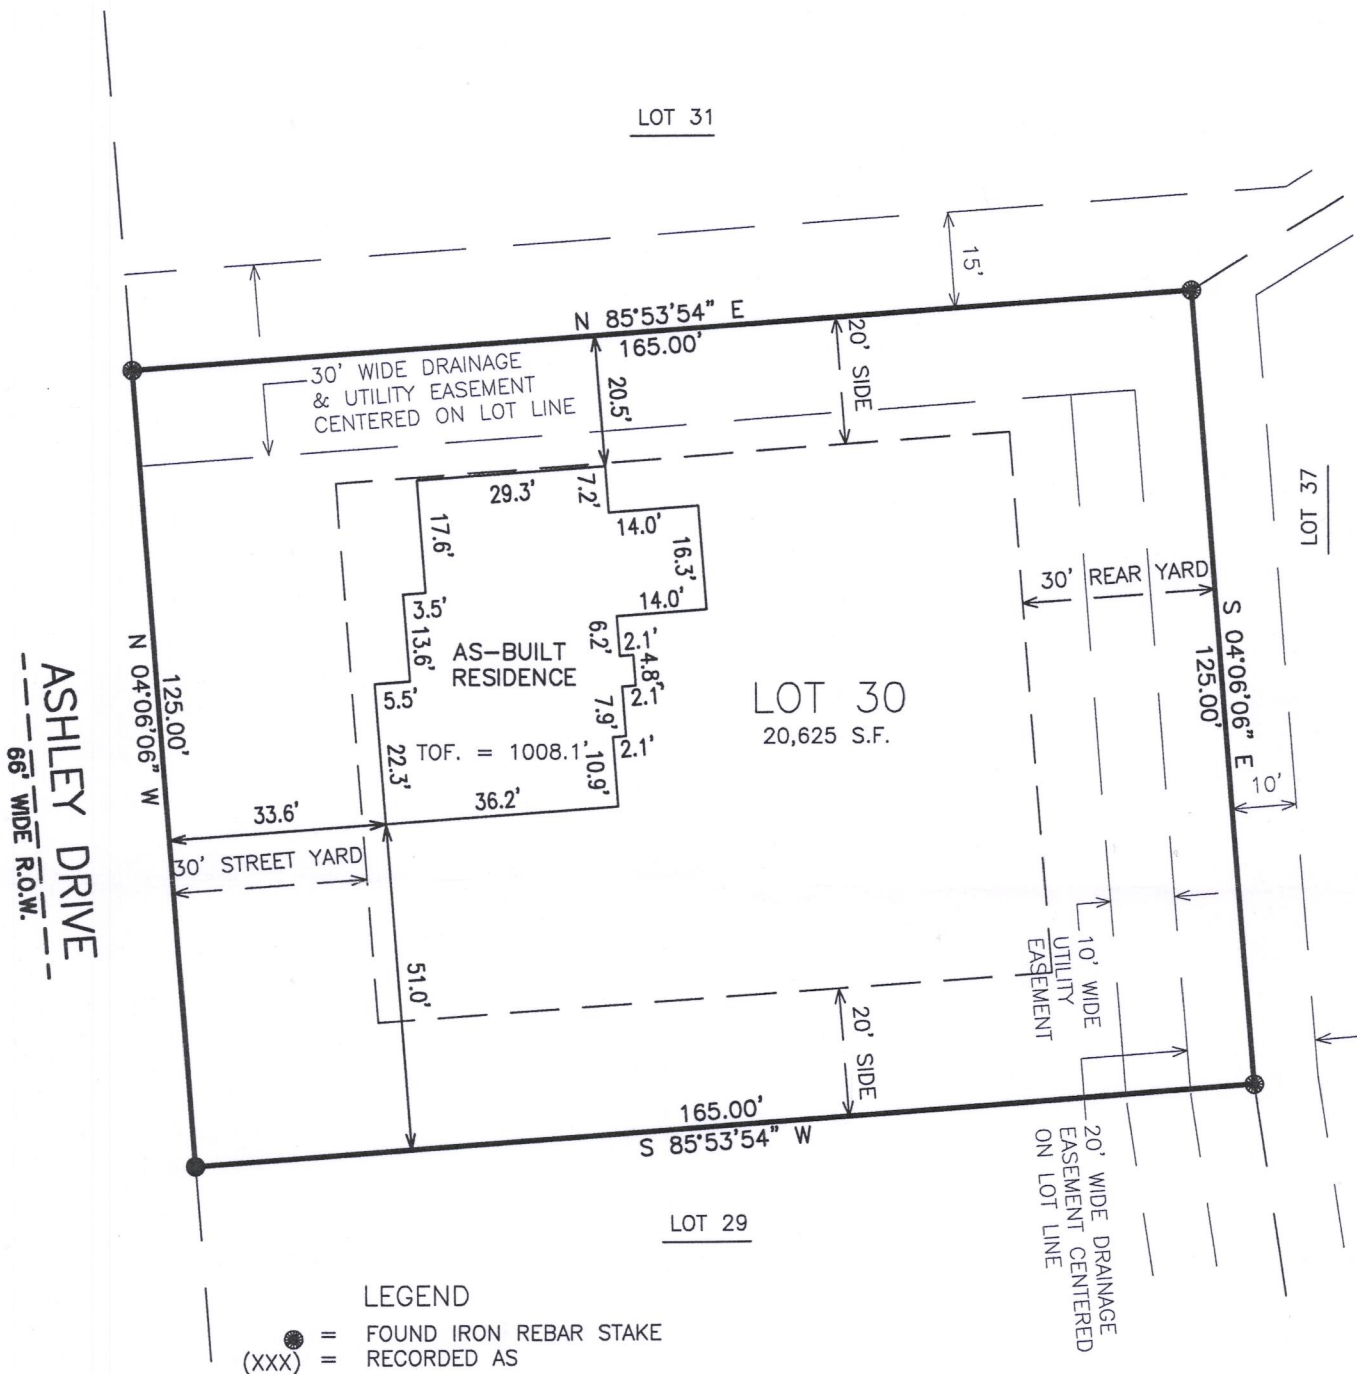 LOT 31
15'
N 85°53'54" E
165.00'
30' WIDE DRAINAGE
& UTILITY EASEMENT
CENTERED ON LOT LINE
20.5'
20' SIDE
LOT 37
29.3'
7.2'
14.0'
17.6'
16.3'
3.5'
14.0'
30' REAR YARD
13.6'
AS-BUILT
RESIDENCE
6.2'
2.1'
4.8'
2.1'
5.5'
7.9'
2.1'
LOT 30
20,625 S.F.
TOF. = 1008.1'
22.3'
10.9'
36.2'
S 04°06'06" E
125.00'
10'
N 04°06'06" W
125.00'
ASHLEY DRIVE
66' WIDE R.O.W.
33.6'
30' STREET YARD
51.0'
10' WIDE
UTILITY
EASEMENT
20' SIDE
165.00'
S 85°53'54" W
20' WIDE DRAINAGE
EASEMENT CENTERED
ON LOT LINE
LOT 29
LEGEND
= FOUND IRON REBAR STAKE
(XXX) = RECORDED AS